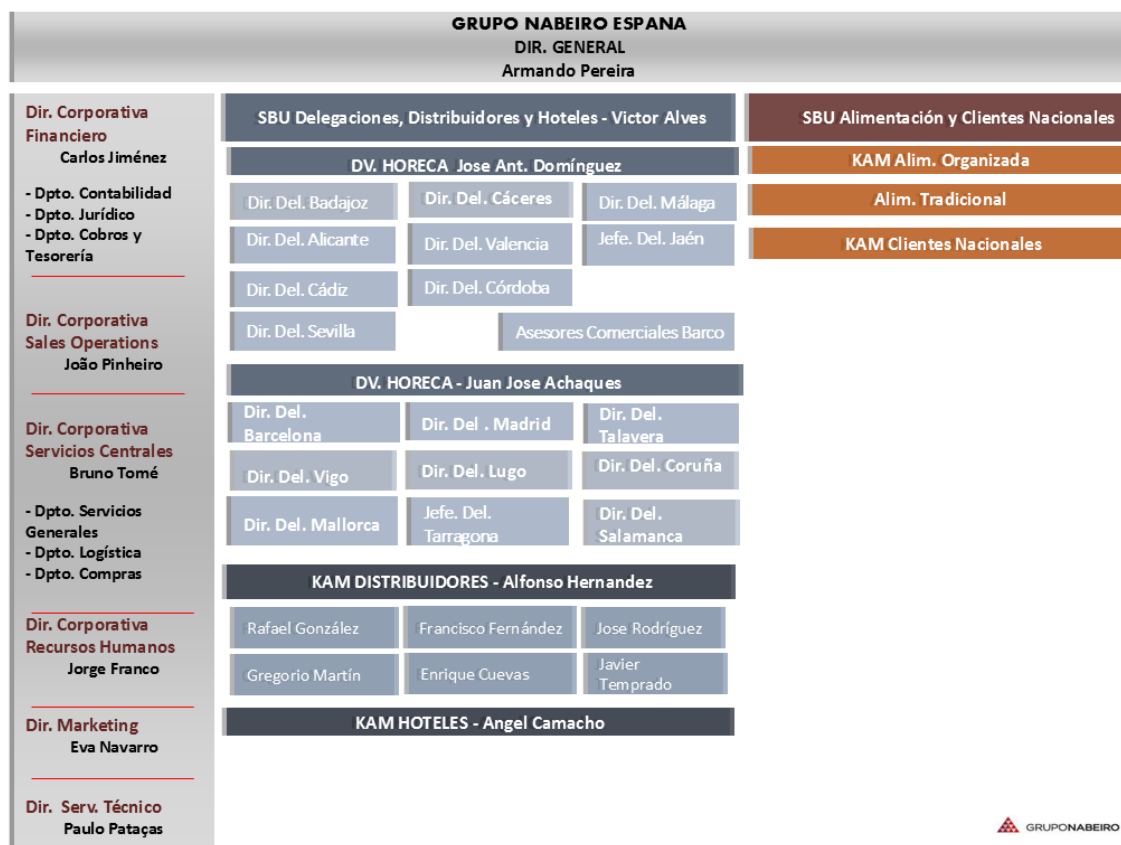 GRUPO NABEIRO ESPANA
DIR. GENERAL
Armando Pereira
Dir. Corporativa
Financiero
Carlos Jiménez
- Dpto. Contabilidad
- Dpto. Jurídico
- Dpto. Cobros y
Tesorería
Dir. Corporativa
Sales Operations
João Pinheiro
Dir. Corporativa
Servicios Centrales
Bruno Tomé
- Dpto. Servicios
Generales
- Dpto. Logística
- Dpto. Compras
Dir. Corporativa
Recursos Humanos
Jorge Franco
Dir. Marketing
Eva Navarro
Dir. Serv. Técnico
Paulo Pataças
SBU Delegaciones, Distribuidores y Hoteles - Victor Alves
DV. HORECA Jose Ant. Domínguez
Dir. Del. Badajoz
Dir. Del. Cáceres
Dir. Del. Málaga
Dir. Del. Alicante
Dir. Del. Valencia
Jefe. Del. Jaén
Dir. Del. Cádiz
Dir. Del. Córdoba
Dir. Del. Sevilla
Asesores Comerciales Barco
DV. HORECA - Juan Jose Achaques
Dir. Del.
Barcelona
Dir. Del . Madrid
Dir. Del.
Talavera
Dir. Del. Vigo
Dir. Del. Lugo
Dir. Del. Coruña
Dir. Del. Mallorca
Jefe. Del.
Tarragona
Dir. Del.
Salamanca
KAM DISTRIBUIDORES - Alfonso Hernandez
Rafael González
Francisco Fernández
Jose Rodríguez
Gregorio Martín
Enrique Cuevas
Javier
Temprado
KAM HOTELES - Angel Camacho
SBU Alimentación y Clientes Nacionales
KAM Alim. Organizada
Alim. Tradicional
KAM Clientes Nacionales
GRUPONABEIRO